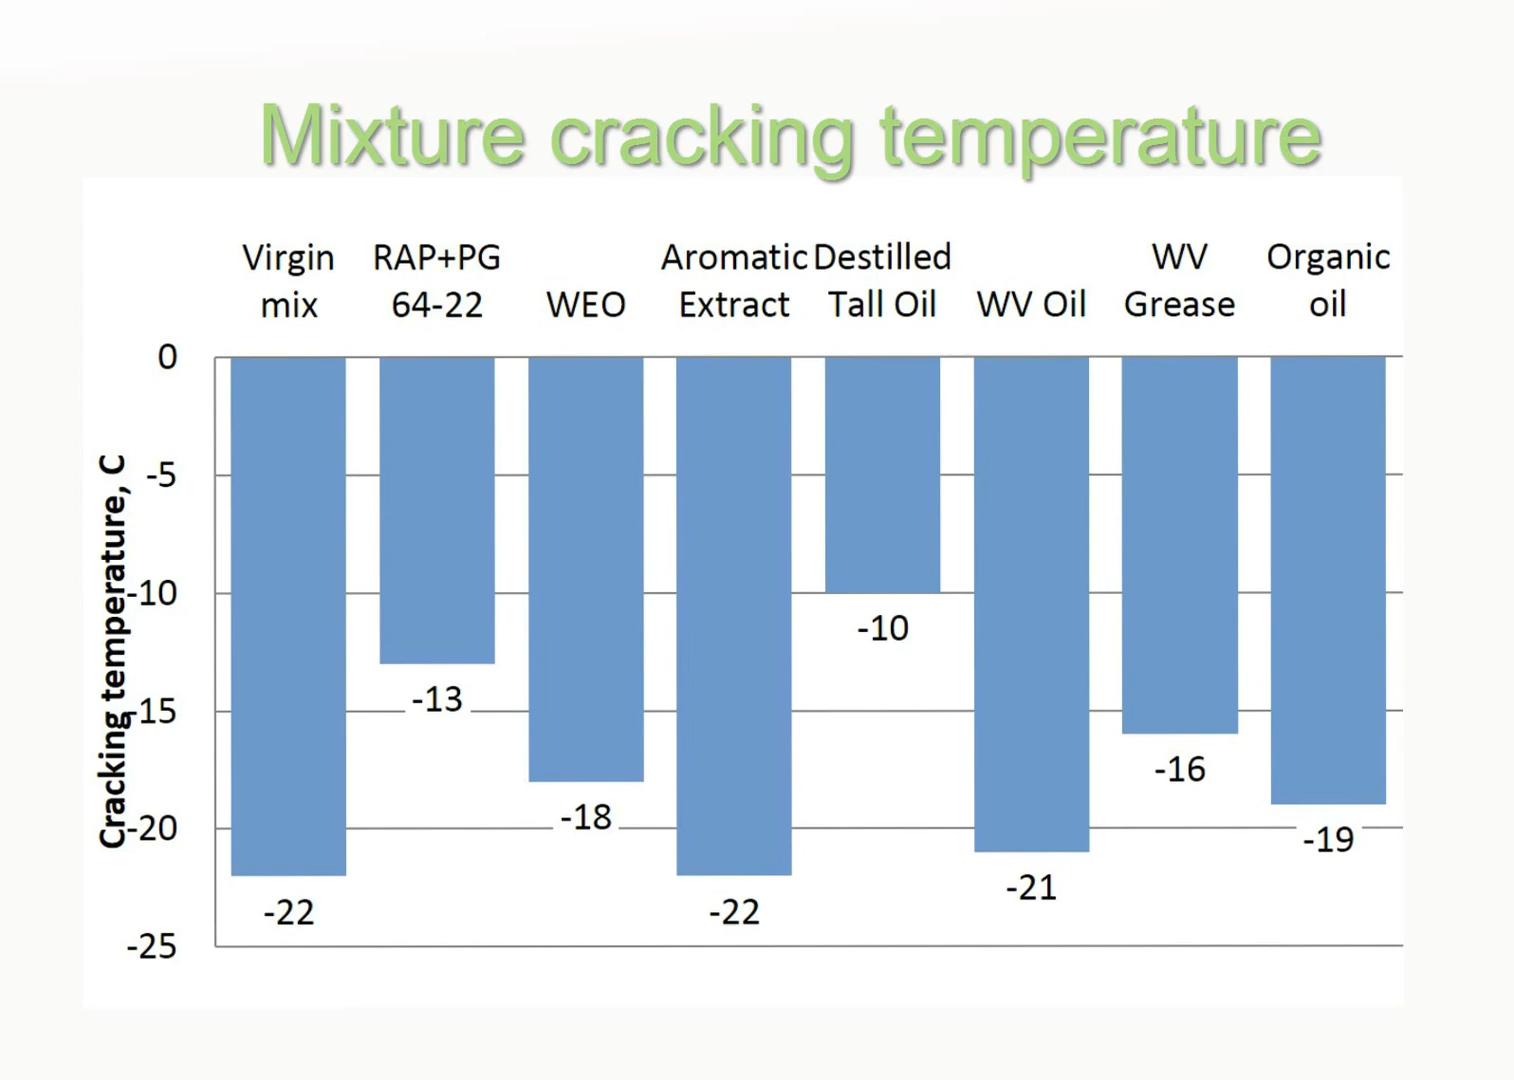 Mixture cracking temperature
Virgin mix
RAP+PG 64-22
WEO
Aromatic Extract
Destilled Tall Oil
WV Oil
WV Grease
Organic oil
Cracking temperature, C
0
-5
-10
-15
-20
-25
-22
-13
-18
-22
-10
-21
-16
-19